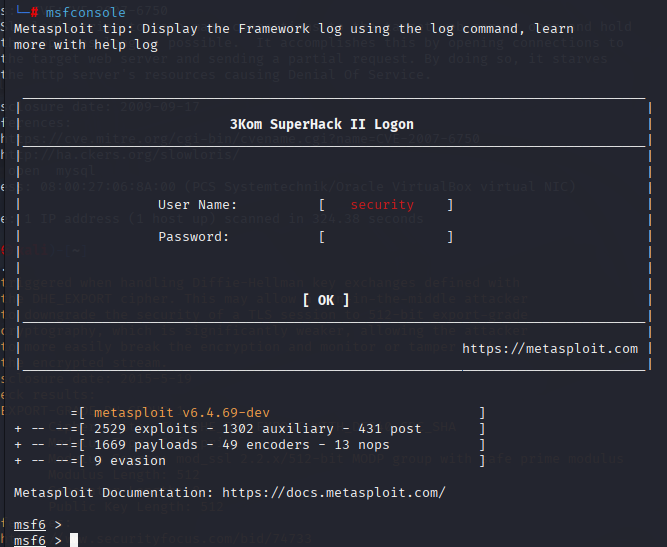 └─# msfconsole
Metasploit tip: Display the Framework log using the log command, learn
more with help log
3Kom SuperHack II Logon
User Name: [ security ]
Password: [ ]
[ OK ]
https://metasploit.com
=[ metasploit v6.4.69-dev ]
+ -- --=[ 2529 exploits - 1302 auxiliary - 431 post ]
+ -- --=[ 1669 payloads - 49 encoders - 13 nops ]
+ -- --=[ 9 evasion ]
Metasploit Documentation: https://docs.metasploit.com/
msf6 >
msf6 >